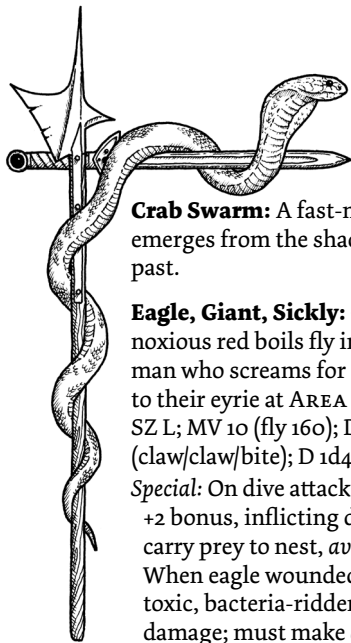 Crab Swarm: A fast-m
emerges from the shad
past.
Eagle, Giant, Sickly:
noxious red boils fly in
man who screams for
to their eyrie at AREA
SZ L; MV 10 (fly 160); D
(claw/claw/bite); D 1d4
Special: On dive attack
+2 bonus, inflicting d
carry prey to nest, av
When eagle wounded
toxic, bacteria-ridden
damage; must make